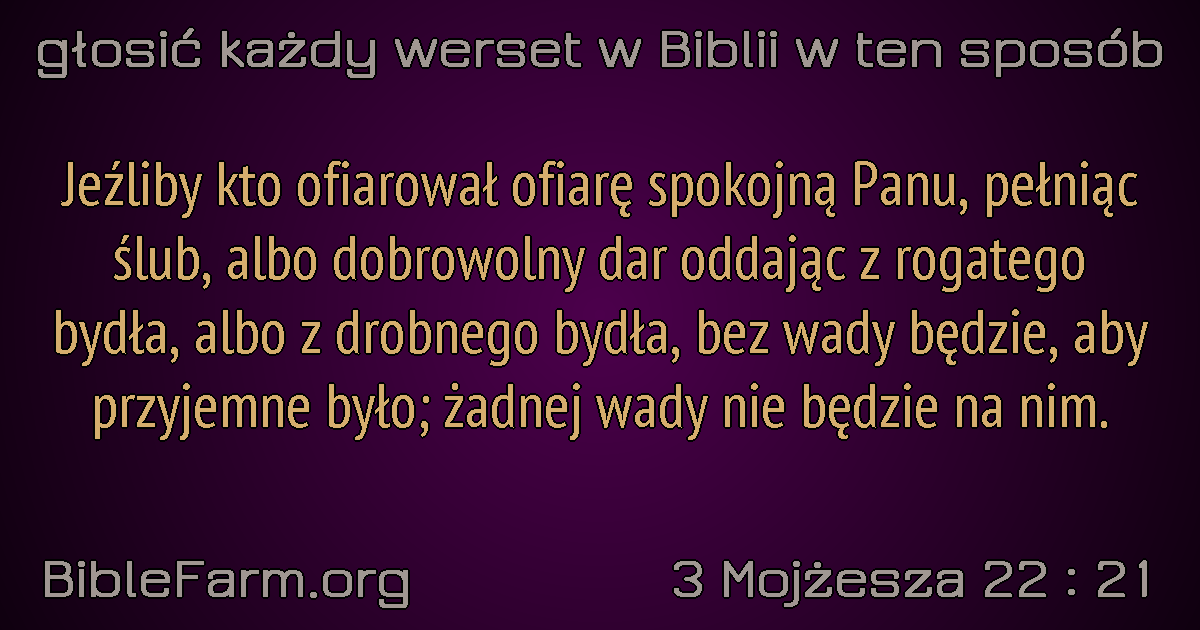 głosić każdy werset w Biblii w ten sposób
Jeźliby kto ofiarował ofiarę spokojną Panu, pełniąc
ślub, albo dobrowolny dar oddając z rogatego
bydła, albo z drobnego bydła, bez wady będzie, aby
przyjemne było; żadnej wady nie będzie na nim.
BibleFarm.org
3 Mojżesza 22 : 21